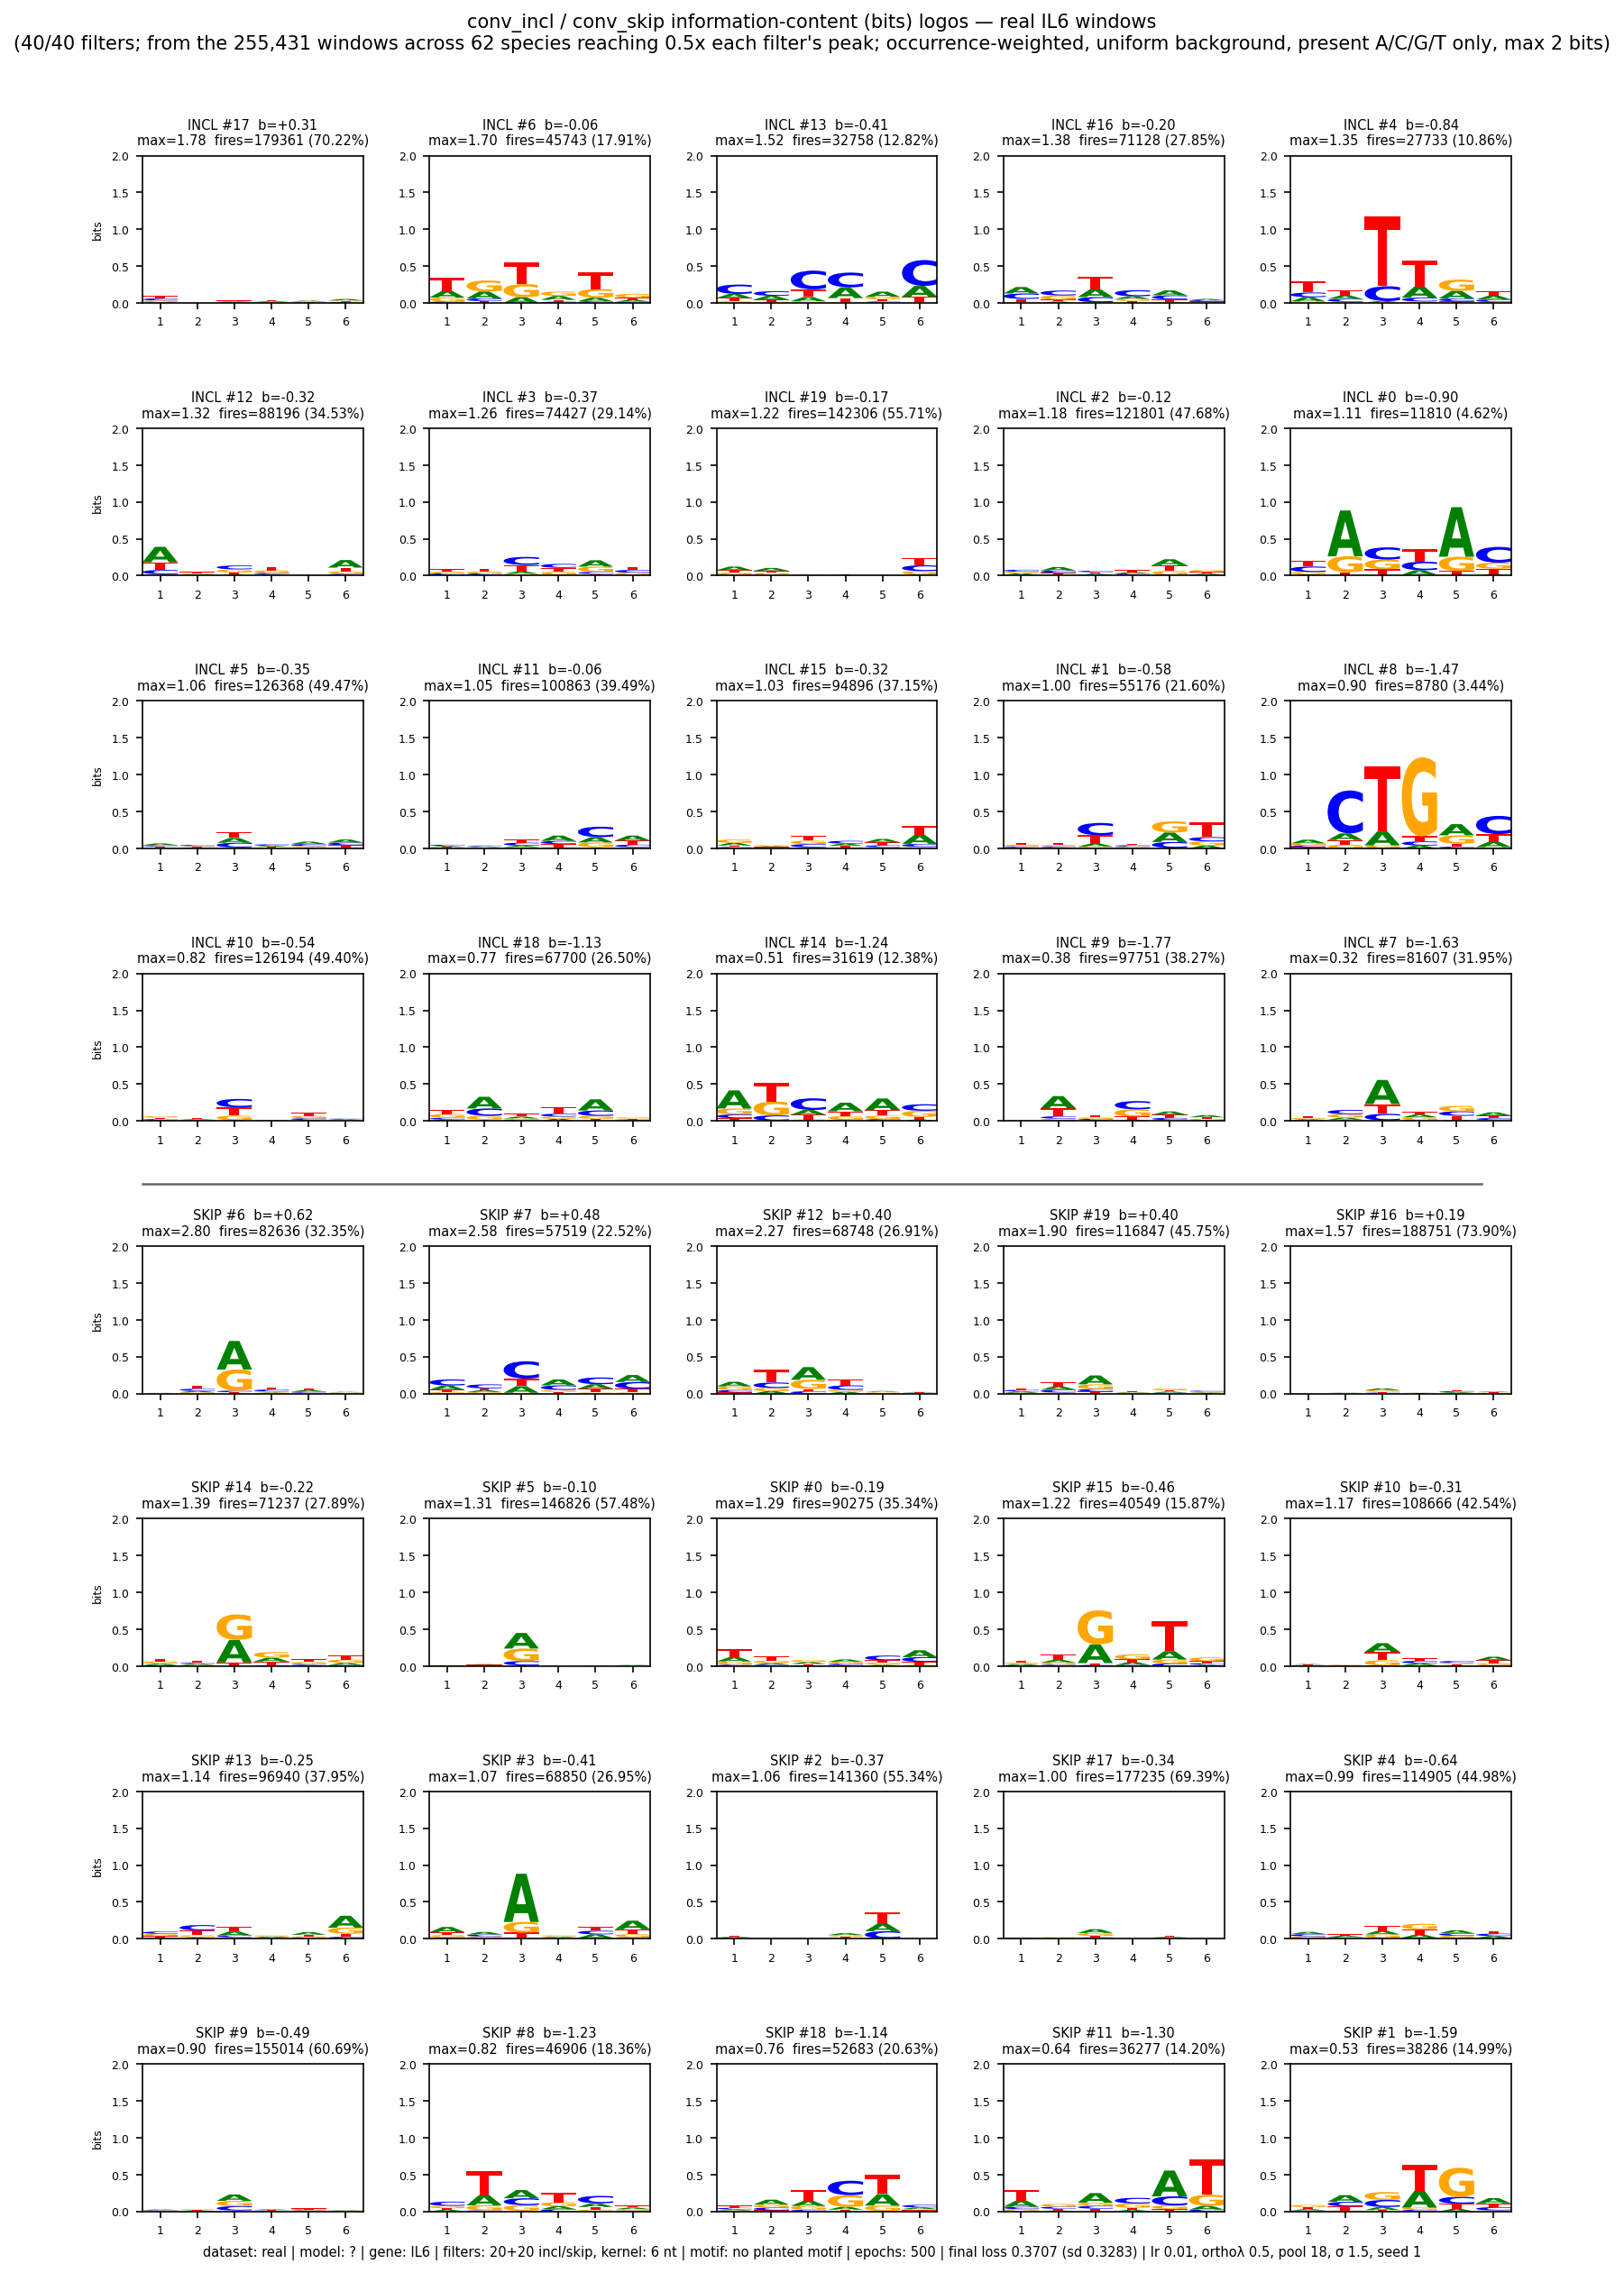 conv_incl / conv_skip information-content (bits) logos — real IL6 windows
(40/40 filters; from the 255,431 windows across 62 species reaching 0.5x each filter's peak; occurrence-weighted, uniform background, present A/C/G/T only, max 2 bits)
INCL #17 b=+0.31
max=1.78 fires=179361 (70.22%)
INCL #6 b=-0.06
max=1.70 fires=45743 (17.91%)
INCL #13 b=-0.41
max=1.52 fires=32758 (12.82%)
INCL #16 b=-0.20
max=1.38 fires=71128 (27.85%)
INCL #4 b=-0.84
max=1.35 fires=27733 (10.86%)
bits
INCL #12 b=-0.32
max=1.32 fires=88196 (34.53%)
INCL #3 b=-0.37
max=1.26 fires=74427 (29.14%)
INCL #19 b=-0.17
max=1.22 fires=142306 (55.71%)
INCL #2 b=-0.12
max=1.18 fires=121801 (47.68%)
INCL #0 b=-0.90
max=1.11 fires=11810 (4.62%)
bits
INCL #5 b=-0.35
max=1.06 fires=126368 (49.47%)
INCL #11 b=-0.06
max=1.05 fires=100863 (39.49%)
INCL #15 b=-0.32
max=1.03 fires=94896 (37.15%)
INCL #1 b=-0.58
max=1.00 fires=55176 (21.60%)
INCL #8 b=-1.47
max=0.90 fires=8780 (3.44%)
bits
INCL #10 b=-0.54
max=0.82 fires=126194 (49.40%)
INCL #18 b=-1.13
max=0.77 fires=67700 (26.50%)
INCL #14 b=-1.24
max=0.51 fires=31619 (12.38%)
INCL #9 b=-1.77
max=0.38 fires=97751 (38.27%)
INCL #7 b=-1.63
max=0.32 fires=81607 (31.95%)
bits
SKIP #6 b=+0.62
max=2.80 fires=82636 (32.35%)
SKIP #7 b=+0.48
max=2.58 fires=57519 (22.52%)
SKIP #12 b=+0.40
max=2.27 fires=68748 (26.91%)
SKIP #19 b=+0.40
max=1.90 fires=116847 (45.75%)
SKIP #16 b=+0.19
max=1.57 fires=188751 (73.90%)
bits
SKIP #14 b=-0.22
max=1.39 fires=71237 (27.89%)
SKIP #5 b=-0.10
max=1.31 fires=146826 (57.48%)
SKIP #0 b=-0.19
max=1.29 fires=90275 (35.34%)
SKIP #15 b=-0.46
max=1.22 fires=40549 (15.87%)
SKIP #10 b=-0.31
max=1.17 fires=108666 (42.54%)
bits
SKIP #13 b=-0.25
max=1.14 fires=96940 (37.95%)
SKIP #3 b=-0.41
max=1.07 fires=68850 (26.95%)
SKIP #2 b=-0.37
max=1.06 fires=141360 (55.34%)
SKIP #17 b=-0.34
max=1.00 fires=177235 (69.39%)
SKIP #4 b=-0.64
max=0.99 fires=114905 (44.98%)
bits
SKIP #9 b=-0.49
max=0.90 fires=155014 (60.69%)
SKIP #8 b=-1.23
max=0.82 fires=46906 (18.36%)
SKIP #18 b=-1.14
max=0.76 fires=52683 (20.63%)
SKIP #11 b=-1.30
max=0.64 fires=36277 (14.20%)
SKIP #1 b=-1.59
max=0.53 fires=38286 (14.99%)
bits
dataset: real | model: ? | gene: IL6 | filters: 20+20 incl/skip, kernel: 6 nt | motif: no planted motif | epochs: 500 | final loss 0.3707 (sd 0.3283) | lr 0.01, orthoλ 0.5, pool 18, σ 1.5, seed 1